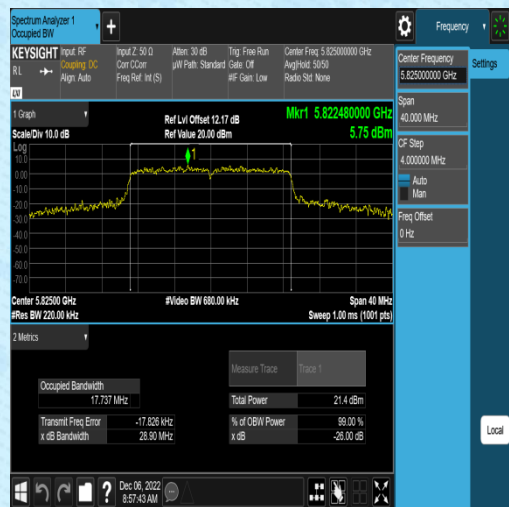 Spectrum Analyzer 1
Occupied BW
Frequency
KEYSIGHT
Input: RF
Coupling: DC
Align: Auto
Input Z: 50 Ω
Corr CCorr
Freq Ref: Int (S)
Atten: 30 dB
µW Path: Standard
Trig: Free Run
Gate: Off
#IF Gain: Low
Center Freq: 5.825000000 GHz
Avg|Hold: 50/50
Radio Std: None
R L
LXI
Center Frequency
5.825000000 GHz
Settings
Span
40.000 MHz
CF Step
4.000000 MHz
Auto
Man
Freq Offset
0 Hz
Local
1 Graph
Scale/Div 10.0 dB
Ref Lvl Offset 12.17 dB
Ref Value 20.00 dBm
Mkr1 5.822480000 GHz
5.75 dBm
Log
10.0
0.00
-10.0
-20.0
-30.0
-40.0
-50.0
-60.0
-70.0
1
Center 5.82500 GHz
#Res BW 220.00 kHz
#Video BW 680.00 kHz
Span 40 MHz
Sweep 1.00 ms (1001 pts)
2 Metrics
Measure Trace
Trace 1
Occupied Bandwidth
17.737 MHz
Total Power
21.4 dBm
Transmit Freq Error
-17.826 kHz
% of OBW Power
99.00 %
x dB Bandwidth
28.90 MHz
x dB
-26.00 dB
?
Dec 06, 2022
8:57:43 AM